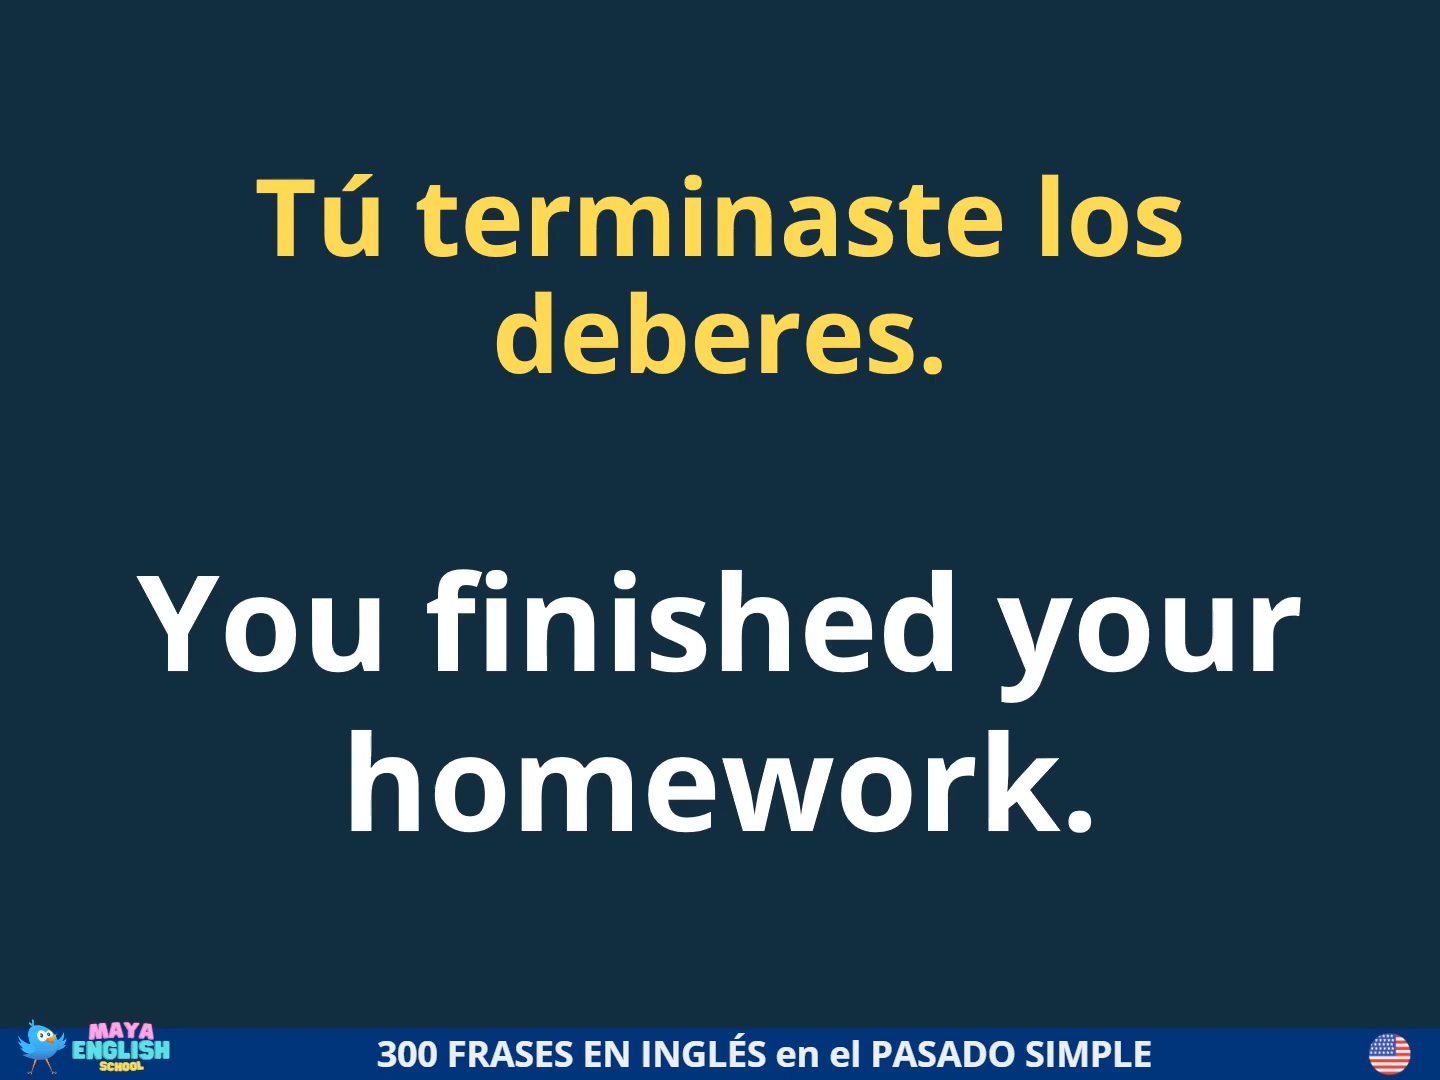 Tú terminaste los
deberes.
You finished your
homework.
MAYA
ENGLISH
SCHOOL
300 FRASES EN INGLÉS en el PASADO SIMPLE